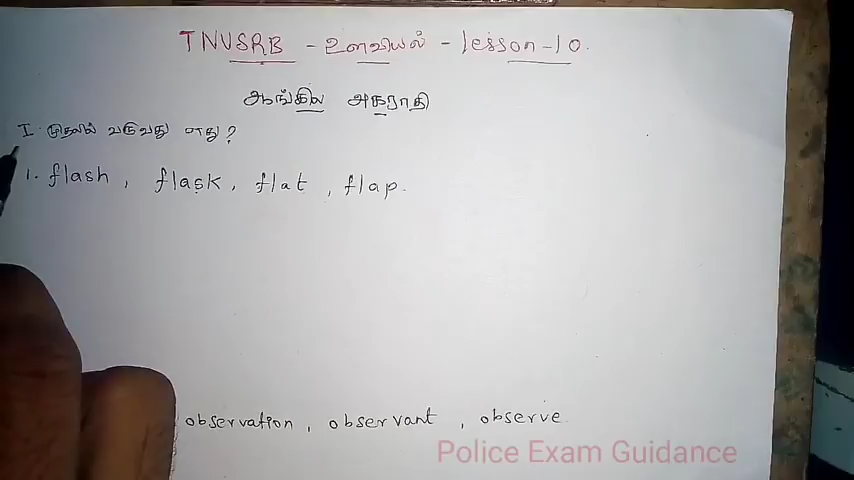 TNUSRB - உளவியல் - lesson - 10.
ஆங்கில அகராதி
I. முதலில் வருவது எது?
1. flash, flask, flat, flap.
observation, observant, observe
Police Exam Guidance